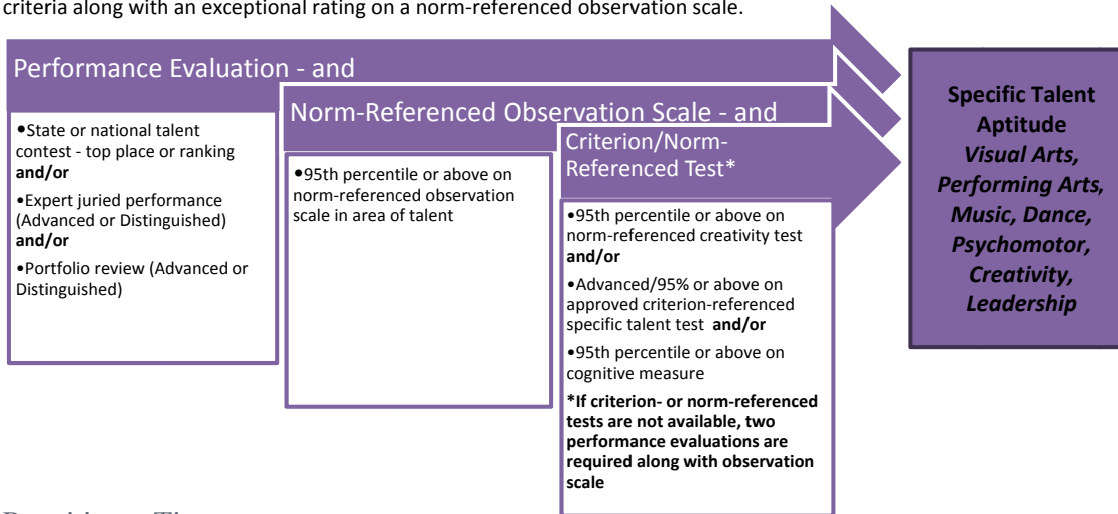 criteria along with an exceptional rating on a norm-referenced observation scale.
Performance Evaluation - and
•State or national talent
contest - top place or ranking
and/or
•Expert juried performance
(Advanced or Distinguished)
and/or
•Portfolio review (Advanced or
Distinguished)
Norm-Referenced Observation Scale - and
•95th percentile or above on
norm-referenced observation
scale in area of talent
Criterion/Norm-
Referenced Test*
•95th percentile or above on
norm-referenced creativity test
and/or
•Advanced/95% or above on
approved criterion-referenced
specific talent test and/or
•95th percentile or above on
cognitive measure
*If criterion- or norm-referenced
tests are not available, two
performance evaluations are
required along with observation
scale
Specific Talent
Aptitude
Visual Arts,
Performing Arts,
Music, Dance,
Psychomotor,
Creativity,
Leadership